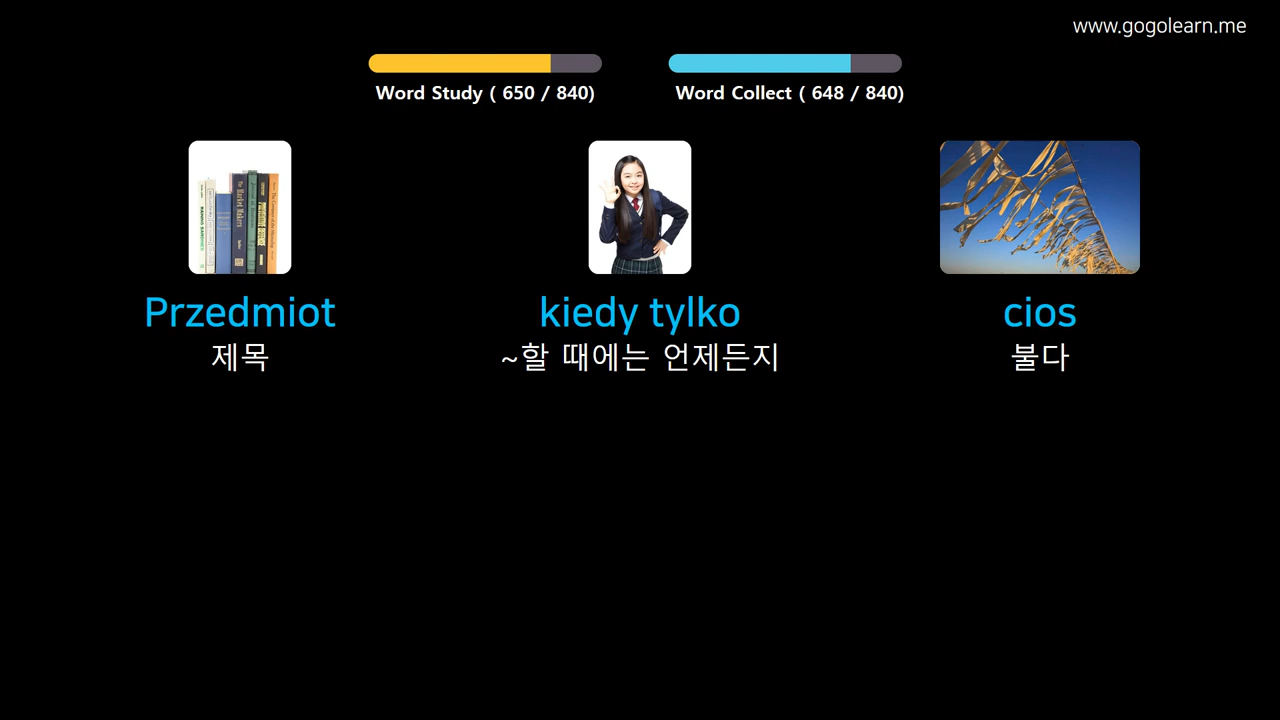 www.gogolearn.me
Word Study ( 650 / 840)
Word Collect ( 648 / 840)
Przedmiot
제목
kiedy tylko
~할 때에는 언제든지
cios
불다